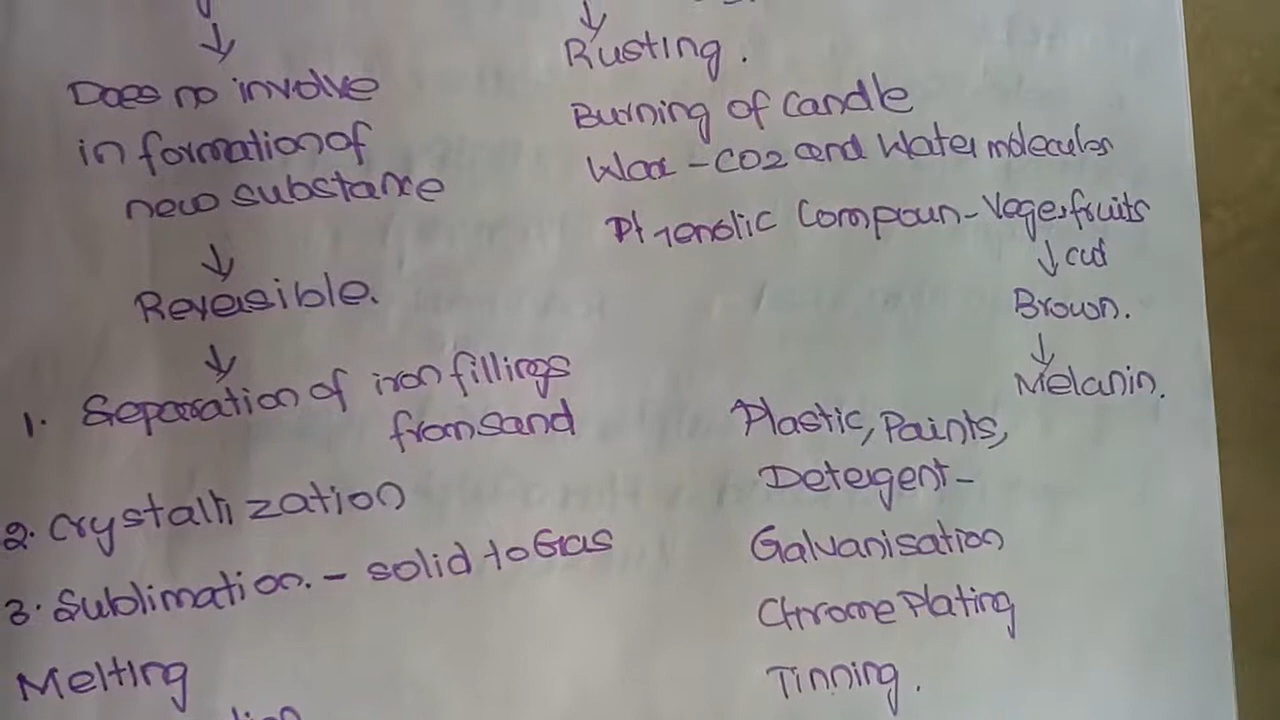 Does no involve
in formation of
new substance
Reversible.
1. Separation of iron fillings
from sand
2. Crystallization
3. Sublimation. - solid to Gas
Melting
Rusting.
Burning of Candle
Wax - CO2 and Water molecules
Phenolic Compoun - Veges fruits
cut
Brown.
Melanin.
Plastic, Paints,
Detergent -
Galvanisation
Chrome Plating
Tinning.